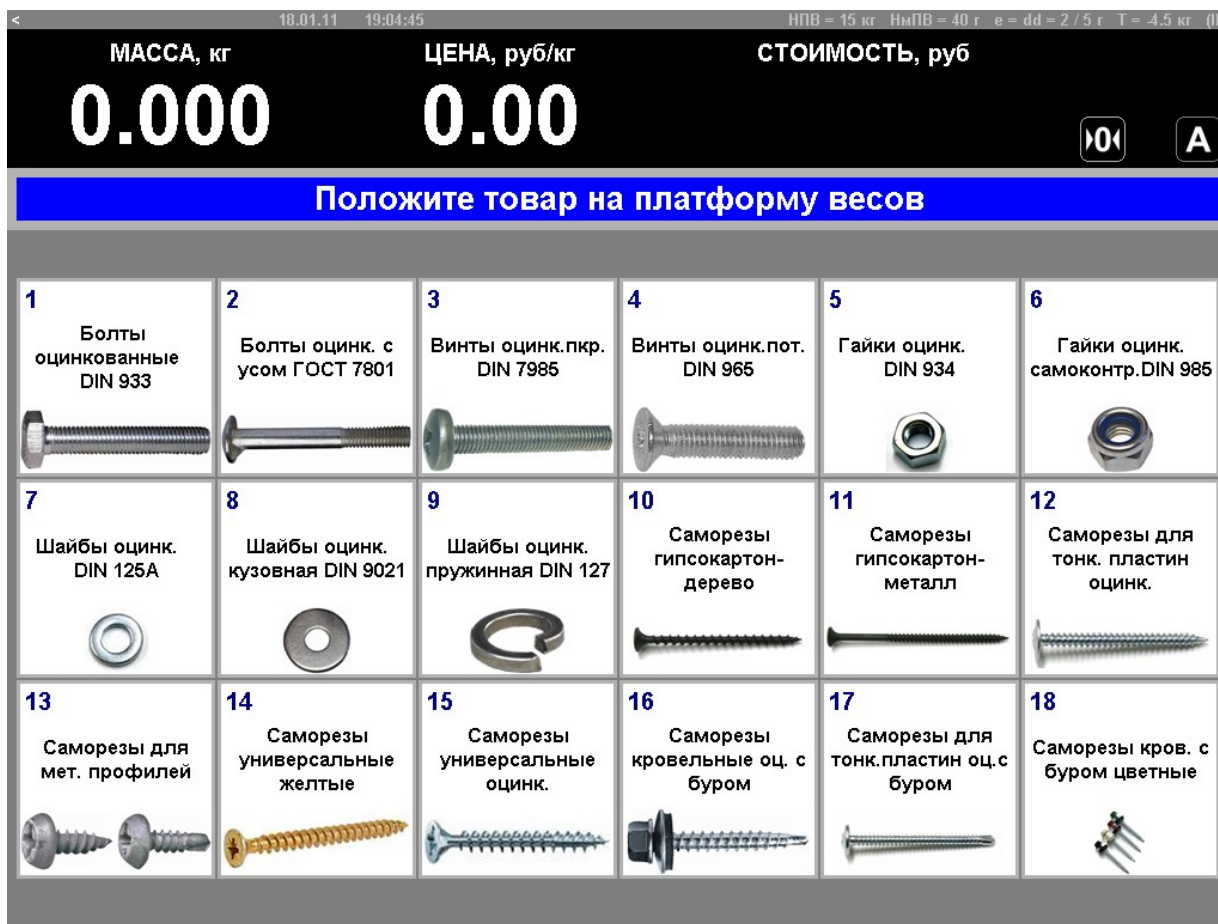 < 18.01.11 19:04:45 НПВ = 15 кг НмПВ = 40 г e = dd = 2 / 5 г T = -4.5 кг
МАССА, кг ЦЕНА, руб/кг СТОИМОСТЬ, руб
0.000 0.00
▸0◂ A
Положите товар на платформу весов
1 2 3 4 5 6
Болты
оцинкованные
DIN 933
Болты оцинк. с
усом ГОСТ 7801
Винты оцинк.пкр.
DIN 7985
Винты оцинк.пот.
DIN 965
Гайки оцинк.
DIN 934
Гайки оцинк.
самоконтр.DIN 985
7 8 9 10 11 12
Шайбы оцинк.
DIN 125A
Шайбы оцинк.
кузовная DIN 9021
Шайбы оцинк.
пружинная DIN 127
Саморезы
гипсокартон-
дерево
Саморезы
гипсокартон-
металл
Саморезы для
тонк. пластин
оцинк.
13 14 15 16 17 18
Саморезы для
мет. профилей
Саморезы
универсальные
желтые
Саморезы
универсальные
оцинк.
Саморезы
кровельные оц. с
буром
Саморезы для
тонк.пластин оц.с
буром
Саморезы кров. с
буром цветные